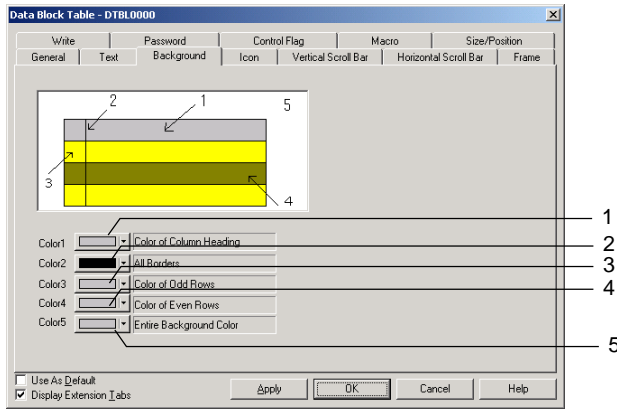 Data Block Table - DTBL0000
Write Password Control Flag Macro Size/Position
General Text Background Icon Vertical Scroll Bar Horizontal Scroll Bar Frame
2 1 5
3 4
Color1 Color of Column Heading 1
Color2 All Borders 2
Color3 Color of Odd Rows 3
Color4 Color of Even Rows 4
Color5 Entire Background Color 5
Use As Default
Display Extension Tabs
Apply OK Cancel Help